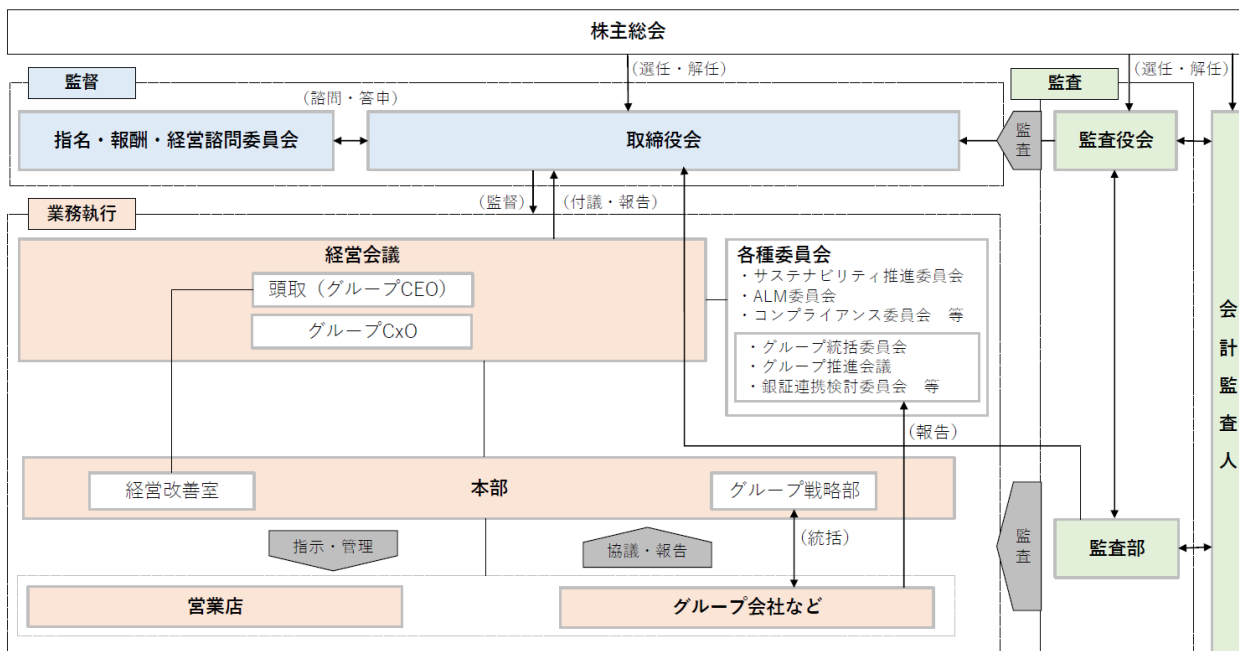 株主総会
(選任・解任)
(選任・解任)
監督
監査
(諮問・答申)
指名・報酬・経営諮問委員会
取締役会
監査
監査役会
(監督)
(付議・報告)
業務執行
経営会議
頭取（グループCEO）
グループCxO
各種委員会
・サステナビリティ推進委員会
・ALM委員会
・コンプライアンス委員会　等
・グループ統括委員会
・グループ推進会議
・銀証連携検討委員会　等
会計監査人
(報告)
経営改善室
本部
グループ戦略部
指示・管理
協議・報告
(統括)
監査
監査部
営業店
グループ会社など